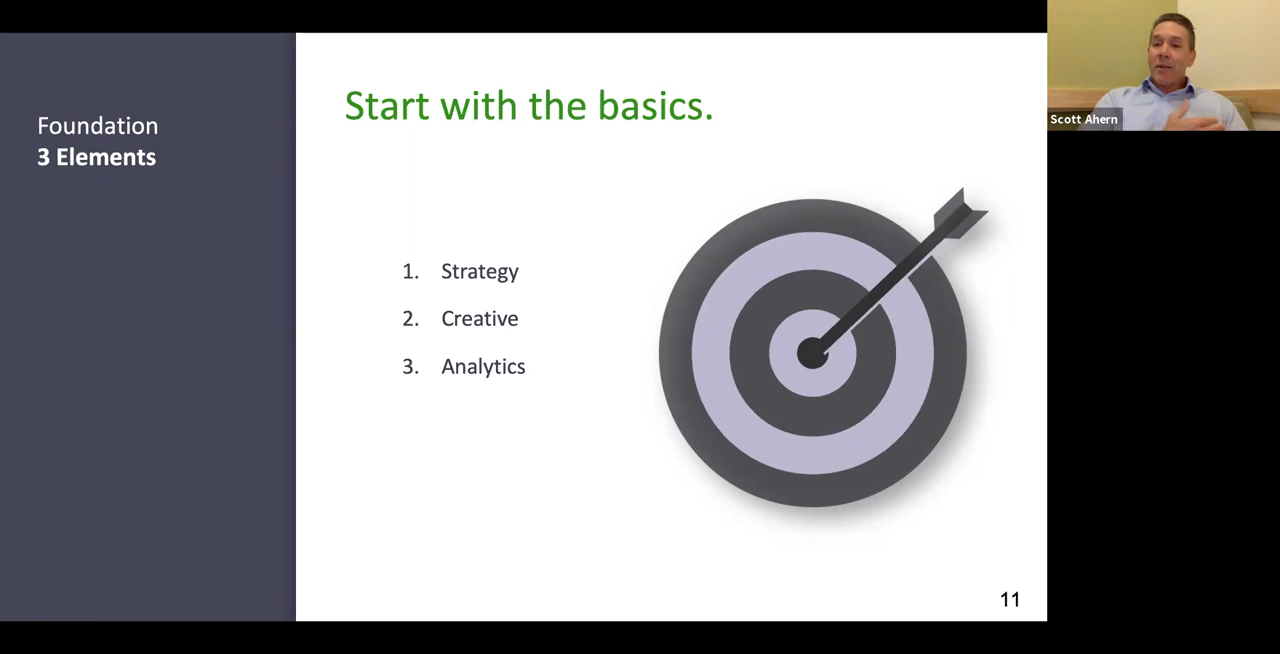 Foundation
3 Elements
Start with the basics.
1. Strategy
2. Creative
3. Analytics
11
Scott Ahern